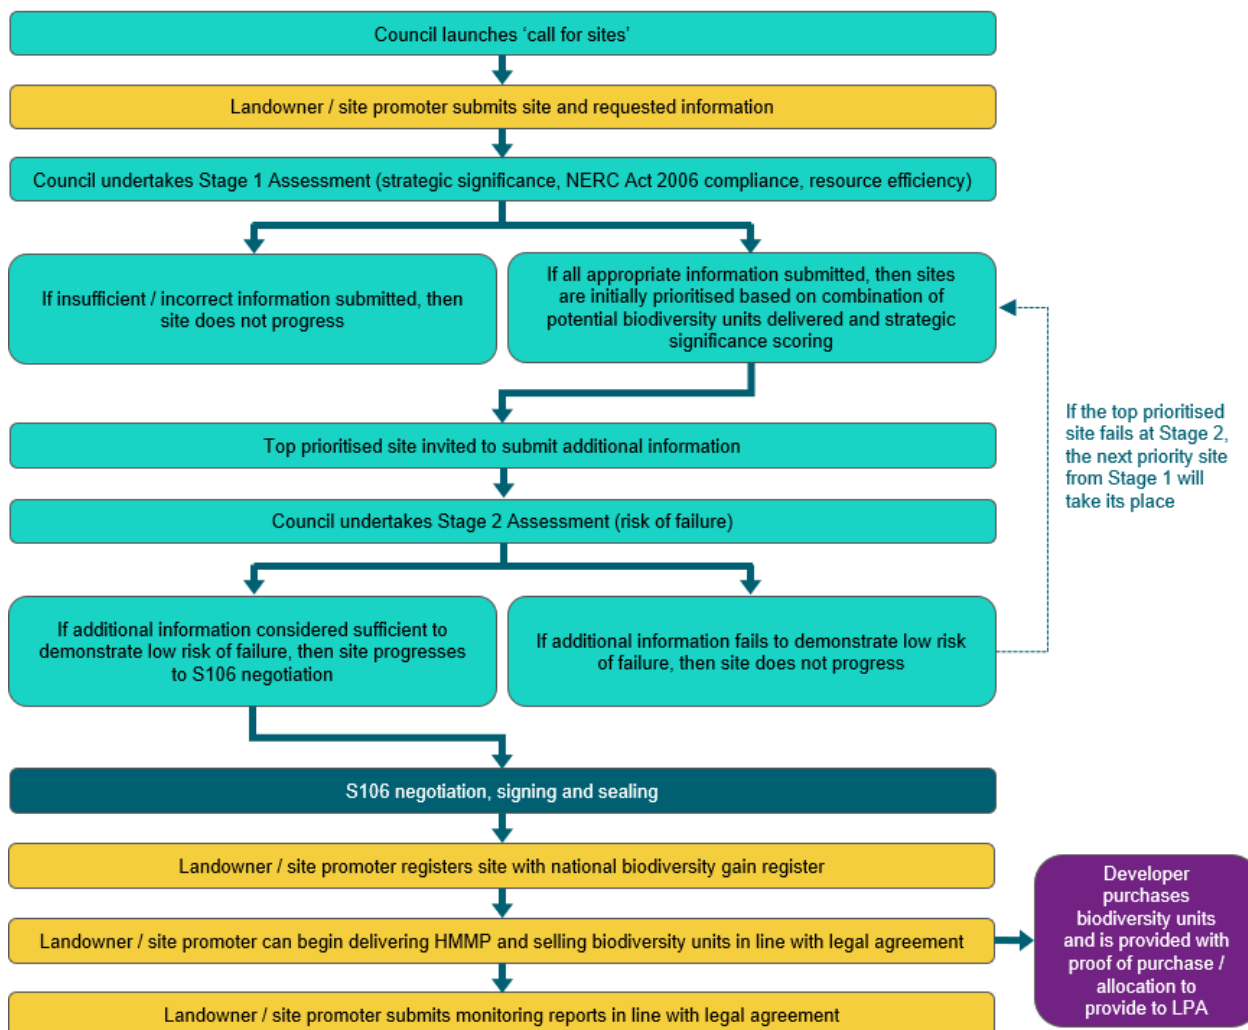 Council launches ‘call for sites’
Landowner / site promoter submits site and requested information
Council undertakes Stage 1 Assessment (strategic significance, NERC Act 2006 compliance, resource efficiency)
If insufficient / incorrect information submitted, then
site does not progress
If all appropriate information submitted, then sites
are initially prioritised based on combination of
potential biodiversity units delivered and strategic
significance scoring
Top prioritised site invited to submit additional information
If the top prioritised
site fails at Stage 2,
the next priority site
from Stage 1 will
take its place
Council undertakes Stage 2 Assessment (risk of failure)
If additional information considered sufficient to
demonstrate low risk of failure, then site progresses
to S106 negotiation
If additional information fails to demonstrate low risk
of failure, then site does not progress
S106 negotiation, signing and sealing
Landowner / site promoter registers site with national biodiversity gain register
Landowner / site promoter can begin delivering HMMP and selling biodiversity units in line with legal agreement
Developer
purchases
biodiversity units
and is provided with
proof of purchase /
allocation to
provide to LPA
Landowner / site promoter submits monitoring reports in line with legal agreement